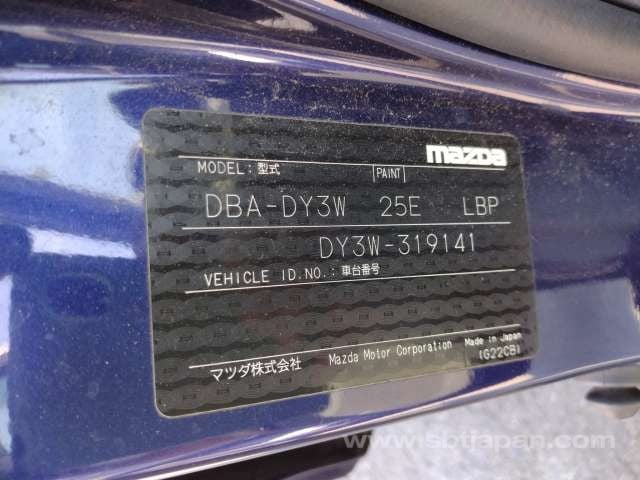 mazda
MODEL : 型式 PAINT
DBA-DY3W 25E LBP
DY3W-319141
VEHICLE ID.NO. : 車台番号
マツダ株式会社 Mazda Motor Corporation Made in Japan
(G22CB)
www.sbtjapan.com